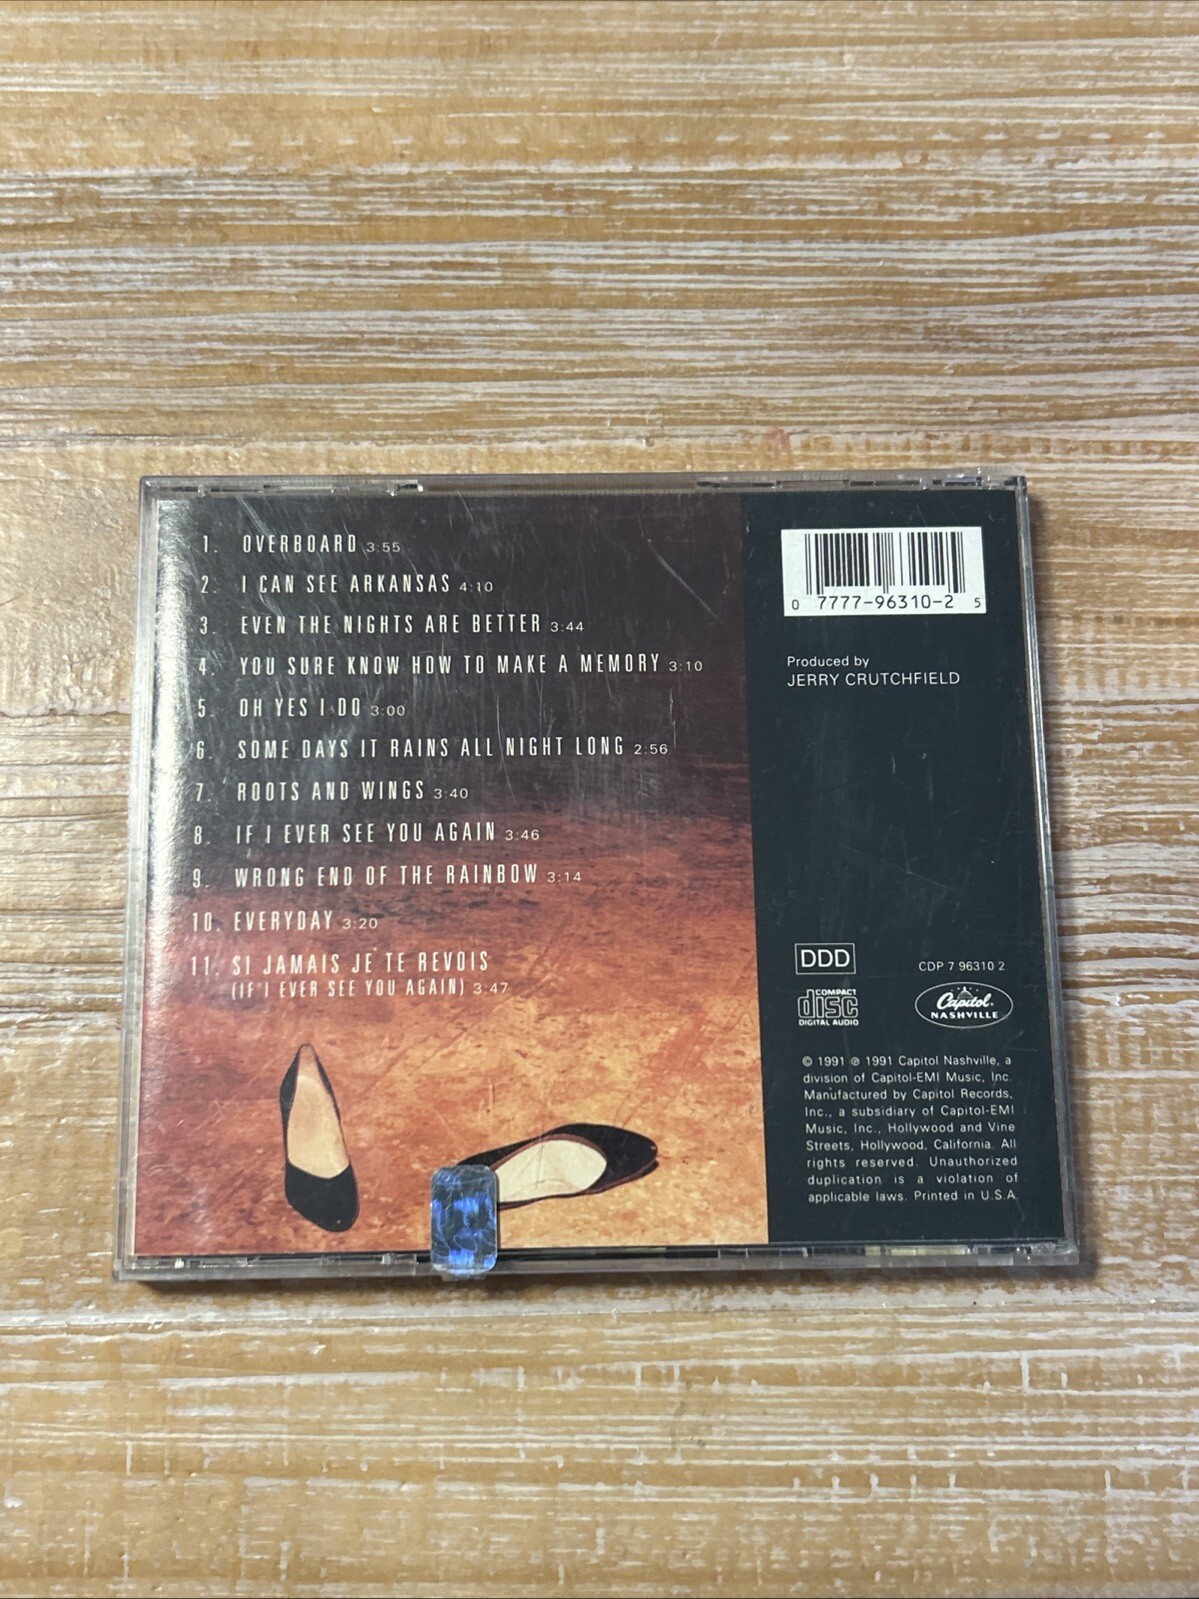 1. OVERBOARD 3:55
2. I CAN SEE ARKANSAS 4:10
3. EVEN THE NIGHTS ARE BETTER 3:44
4. YOU SURE KNOW HOW TO MAKE A MEMORY 3:10
5. OH YES I DO 3:00
6. SOME DAYS IT RAINS ALL NIGHT LONG 2:56
7. ROOTS AND WINGS 3:40
8. IF I EVER SEE YOU AGAIN 3:46
9. WRONG END OF THE RAINBOW 3:14
10. EVERYDAY 3:20
11. SI JAMAIS JE TE REVOIS
(IF I EVER SEE YOU AGAIN) 3:47
0 7777-96310-2 5
Produced by
JERRY CRUTCHFIELD
DDD
CDP 7 96310 2
COMPACT
disc
DIGITAL AUDIO
Capitol
NASHVILLE
© 1991 ℗ 1991 Capitol Nashville, a
division of Capitol-EMI Music, Inc.
Manufactured by Capitol Records,
Inc., a subsidiary of Capitol-EMI
Music, Inc., Hollywood and Vine
Streets, Hollywood, California. All
rights reserved. Unauthorized
duplication is a violation of
applicable laws. Printed in U.S.A.